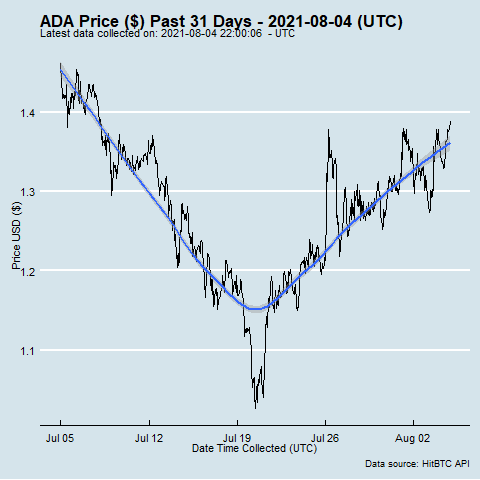 ADA Price ($) Past 31 Days - 2021-08-04 (UTC)
Latest data collected on: 2021-08-04 22:00:06 - UTC
1.4
1.3
1.2
1.1
Price USD ($)
Jul 05 Jul 12 Jul 19 Jul 26 Aug 02
Date Time Collected (UTC)
Data source: HitBTC API